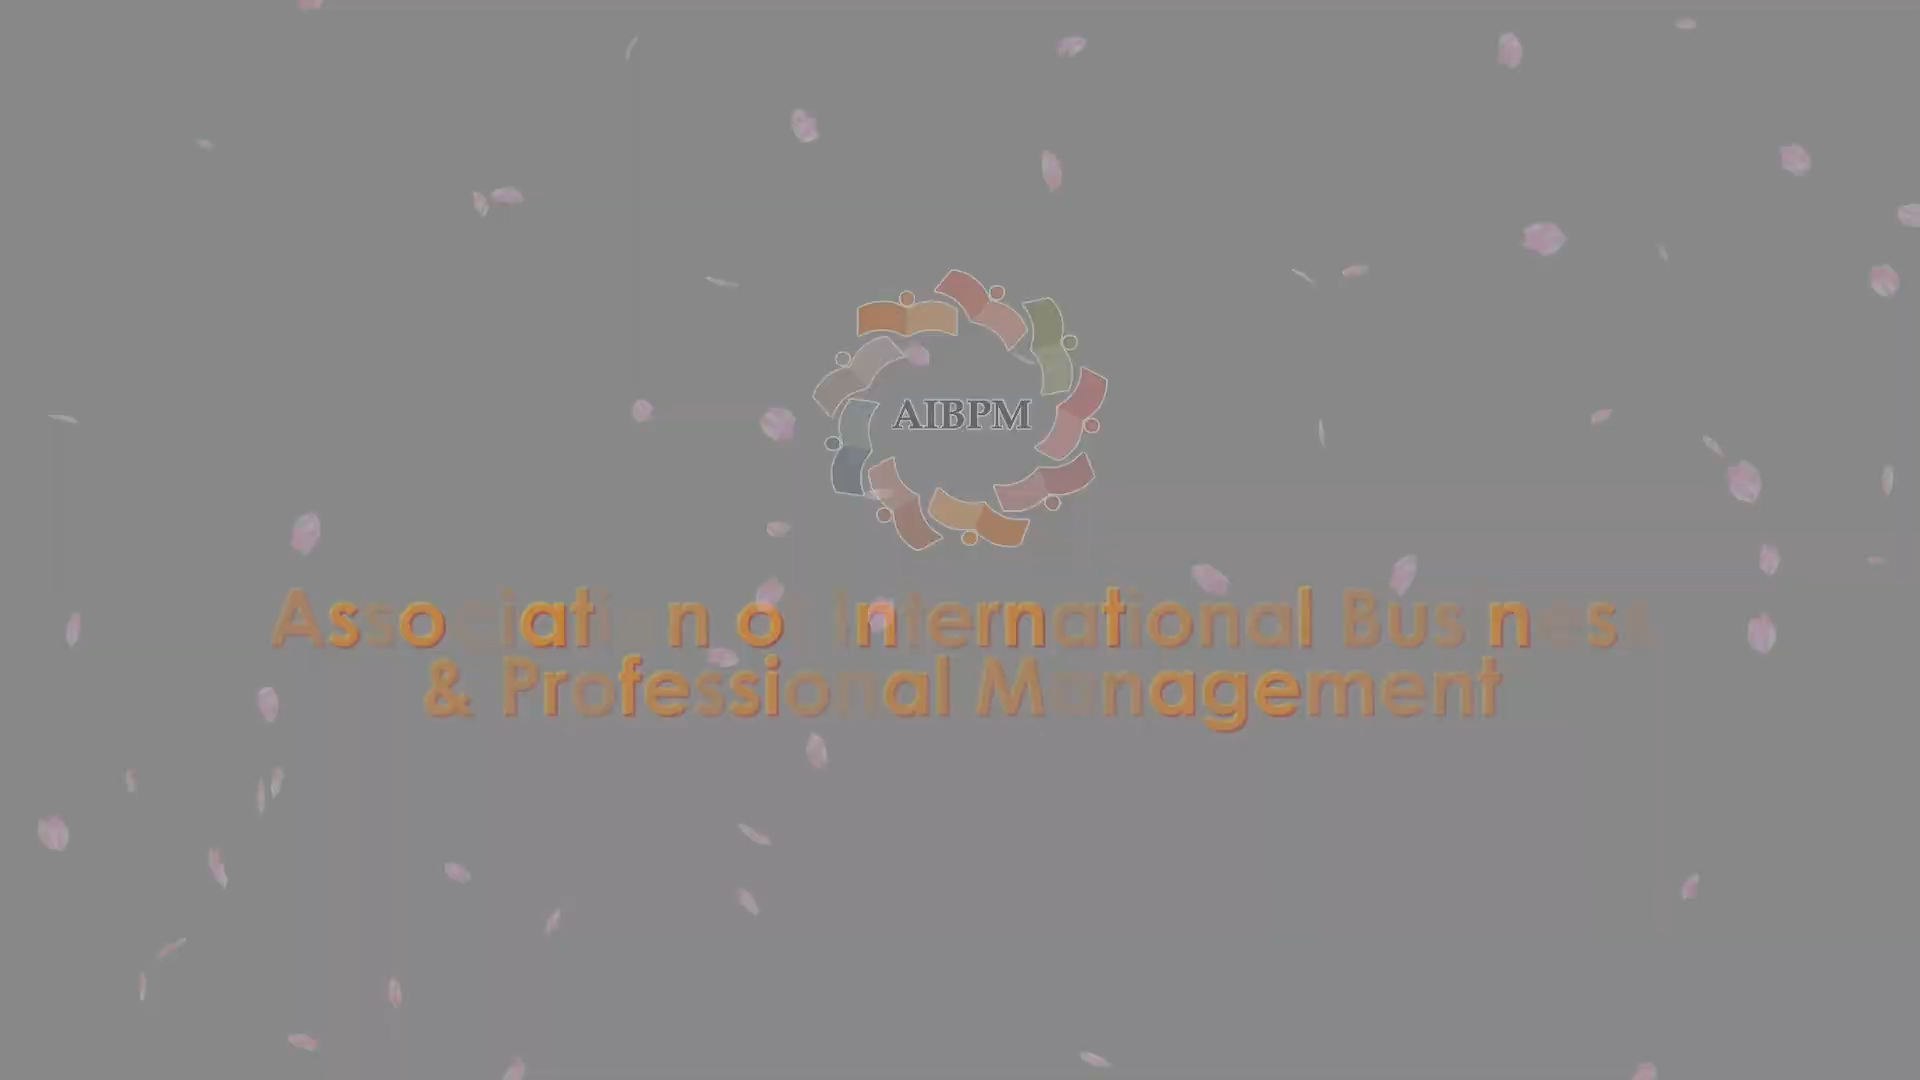 AIBPM
Association of International Business
& Professional Management